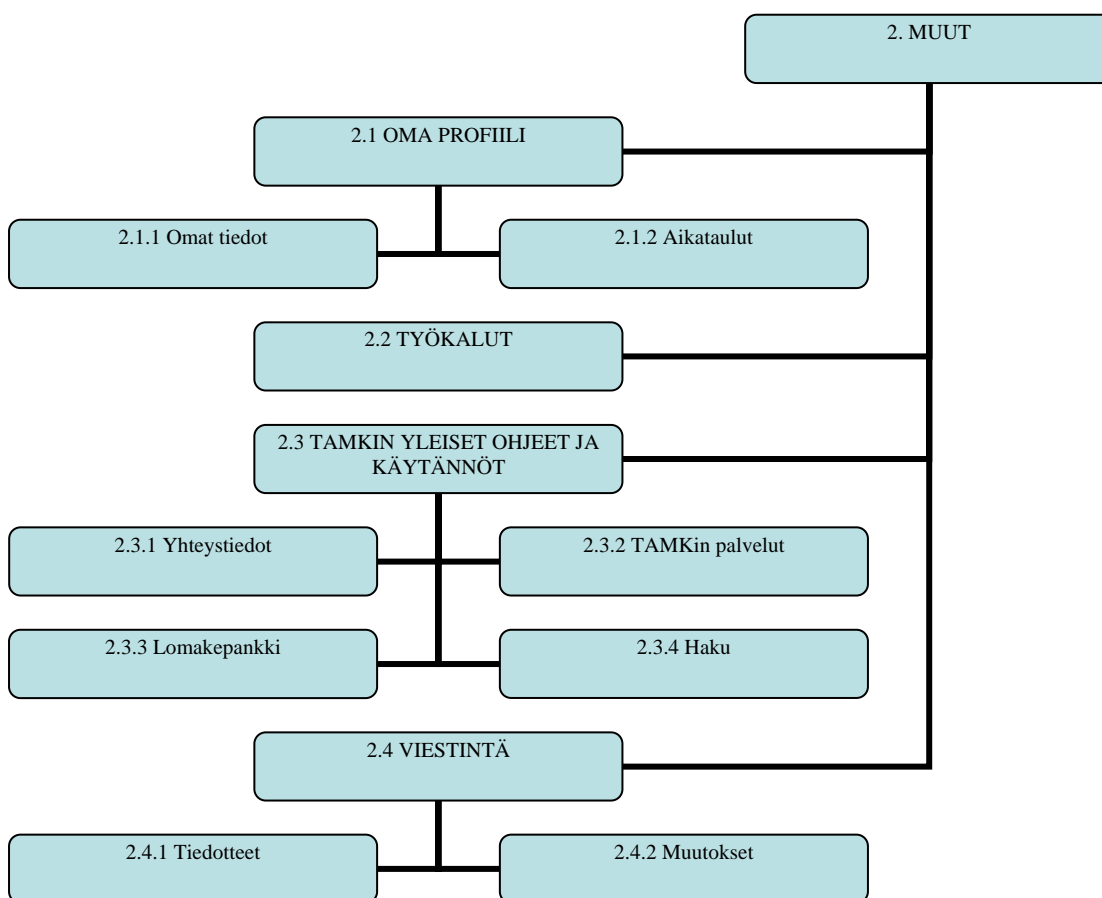 2. MUUT
2.1 OMA PROFIILI
2.1.1 Omat tiedot
2.1.2 Aikataulut
2.2 TYÖKALUT
2.3 TAMKIN YLEISET OHJEET JA
KÄYTÄNNÖT
2.3.1 Yhteystiedot
2.3.2 TAMKin palvelut
2.3.3 Lomakepankki
2.3.4 Haku
2.4 VIESTINTÄ
2.4.1 Tiedotteet
2.4.2 Muutokset